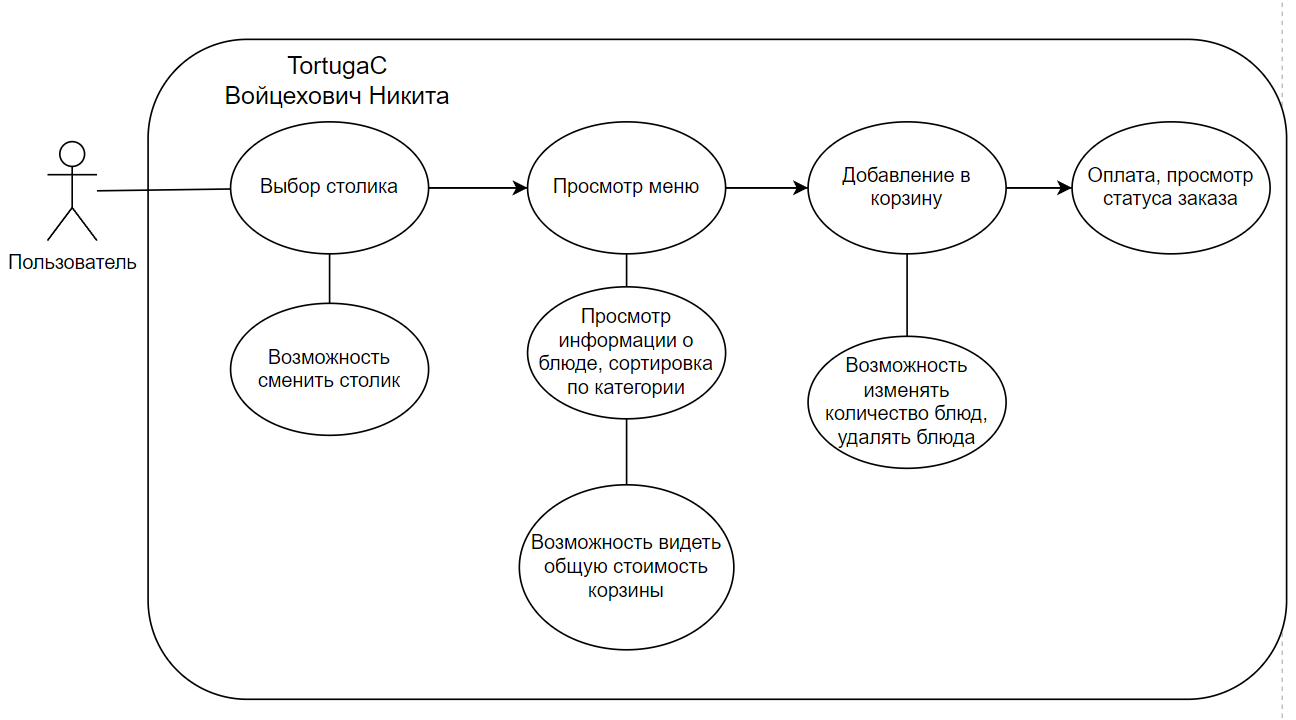 TortugaC
Войцехович Никита
Пользователь
Выбор столика
Просмотр меню
Добавление в
корзину
Оплата, просмотр
статуса заказа
Возможность
сменить столик
Просмотр
информации о
блюде, сортировка
по категории
Возможность
изменять
количество блюд,
удалять блюда
Возможность видеть
общую стоимость
корзины